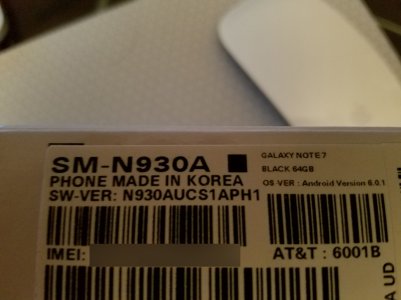 SM-N930A
GALAXY NOTE 7
BLACK 64GB
PHONE MADE IN KOREA
OS-VER : Android Version 6.0.1
SW-VER: N930AUCS1APH1
IMEI:
AT&T : 6001B
A UD